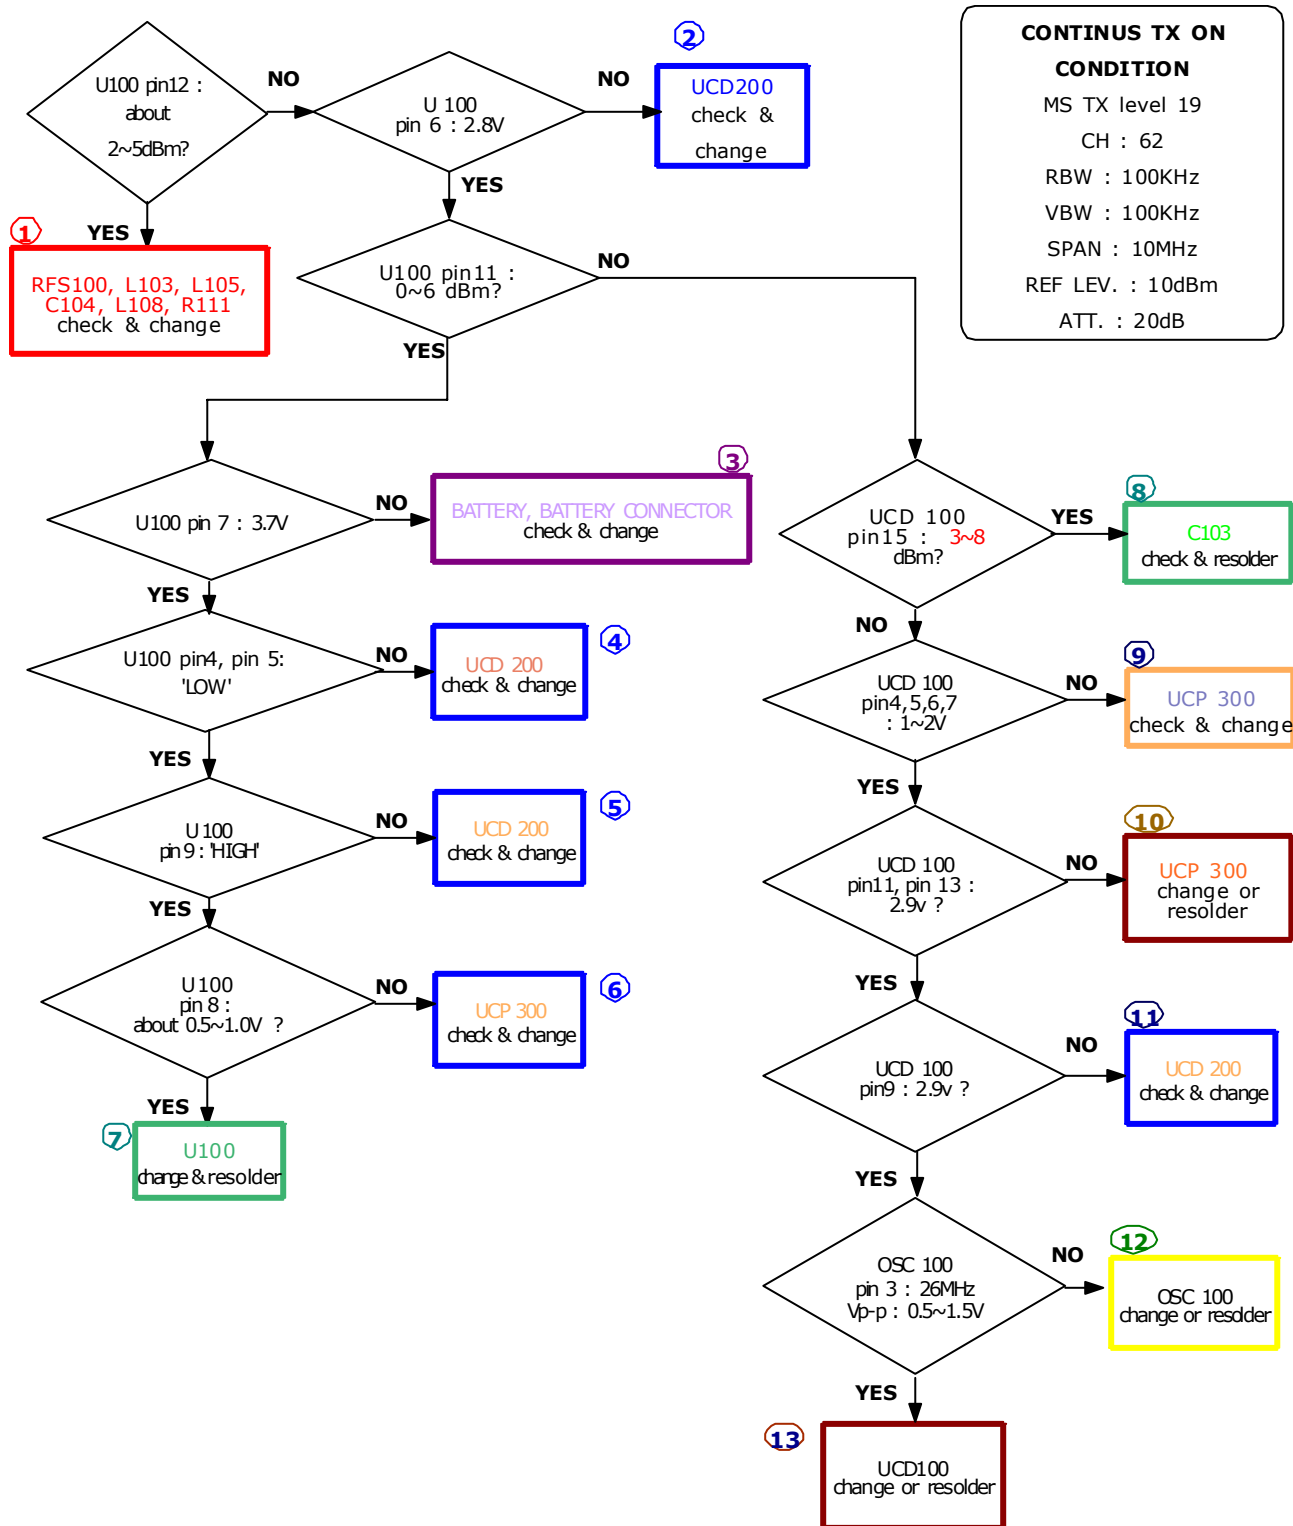 CONTINUS TX ON
CONDITION
MS TX level 19
CH : 62
RBW : 100KHz
VBW : 100KHz
SPAN : 10MHz
REF LEV. : 10dBm
ATT. : 20dB
U100 pin12 :
about
2~5dBm?
NO
YES
1
RFS100, L103, L105,
C104, L108, R111
check & change
U 100
pin 6 : 2.8V
NO
YES
2
UCD200
check &
change
U100 pin11 :
0~6 dBm?
NO
YES
U100 pin 7 : 3.7V
NO
YES
3
BATTERY, BATTERY CONNECTOR
check & change
U100 pin4, pin 5:
'LOW'
NO
YES
4
UCD 200
check & change
U100
pin 9 : 'HIGH'
NO
YES
5
UCD 200
check & change
U100
pin 8 :
about 0.5~1.0V ?
NO
YES
6
UCP 300
check & change
7
U100
change & resolder
UCD 100
pin15 : 3~8
dBm?
YES
NO
8
C103
check & resolder
UCD 100
pin4,5,6,7
: 1~2V
NO
YES
9
UCP 300
check & change
UCD 100
pin11, pin 13 :
2.9v ?
NO
YES
10
UCP 300
change or
resolder
UCD 100
pin9 : 2.9v ?
NO
YES
11
UCD 200
check & change
OSC 100
pin 3 : 26MHz
Vp-p : 0.5~1.5V
NO
YES
12
OSC 100
change or resolder
13
UCD100
change or resolder